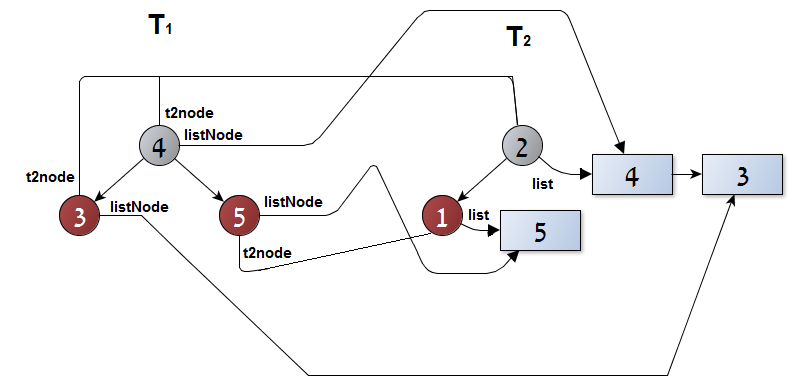 T1
T2
t2node
4
listNode
2
t2node
list
4
3
3
listNode
5
listNode
1
list
5
t2node